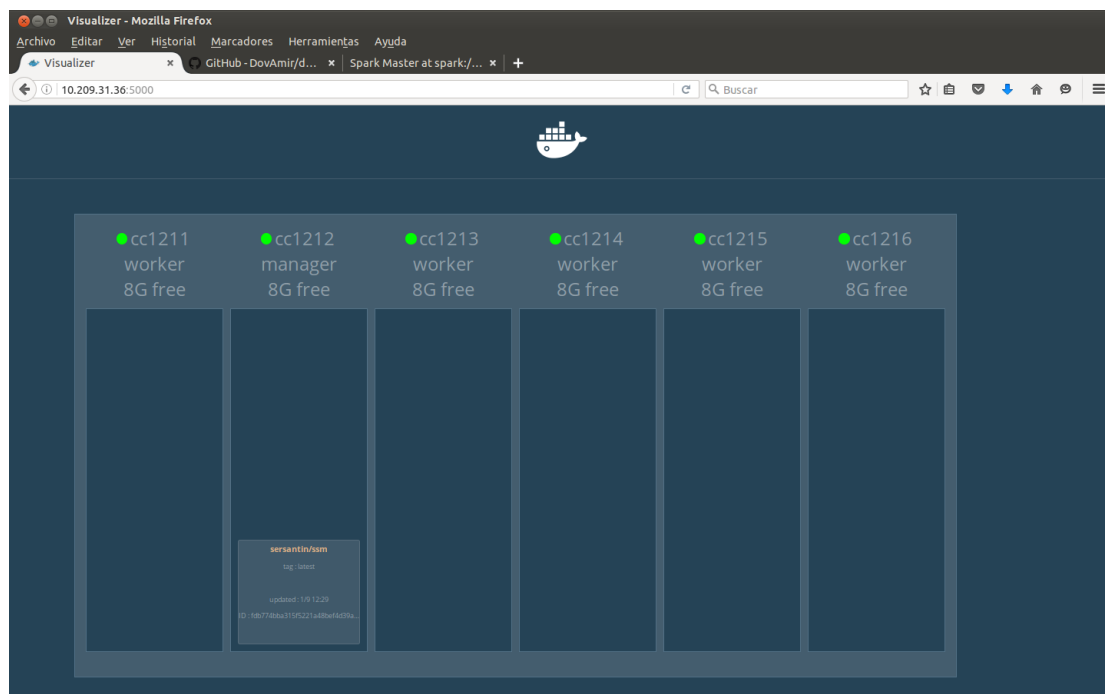 Visualizer - Mozilla Firefox
Archivo Editar Ver Historial Marcadores Herramientas Ayuda
Visualizer × GitHub - DovAmir/d... × Spark Master at spark:/... × +
10.209.31.36:5000 Buscar
cc1211 cc1212 cc1213 cc1214 cc1215 cc1216
worker manager worker worker worker worker
8G free 8G free 8G free 8G free 8G free 8G free
sersantin/ssm
tag : latest
updated : 1/9 12:29